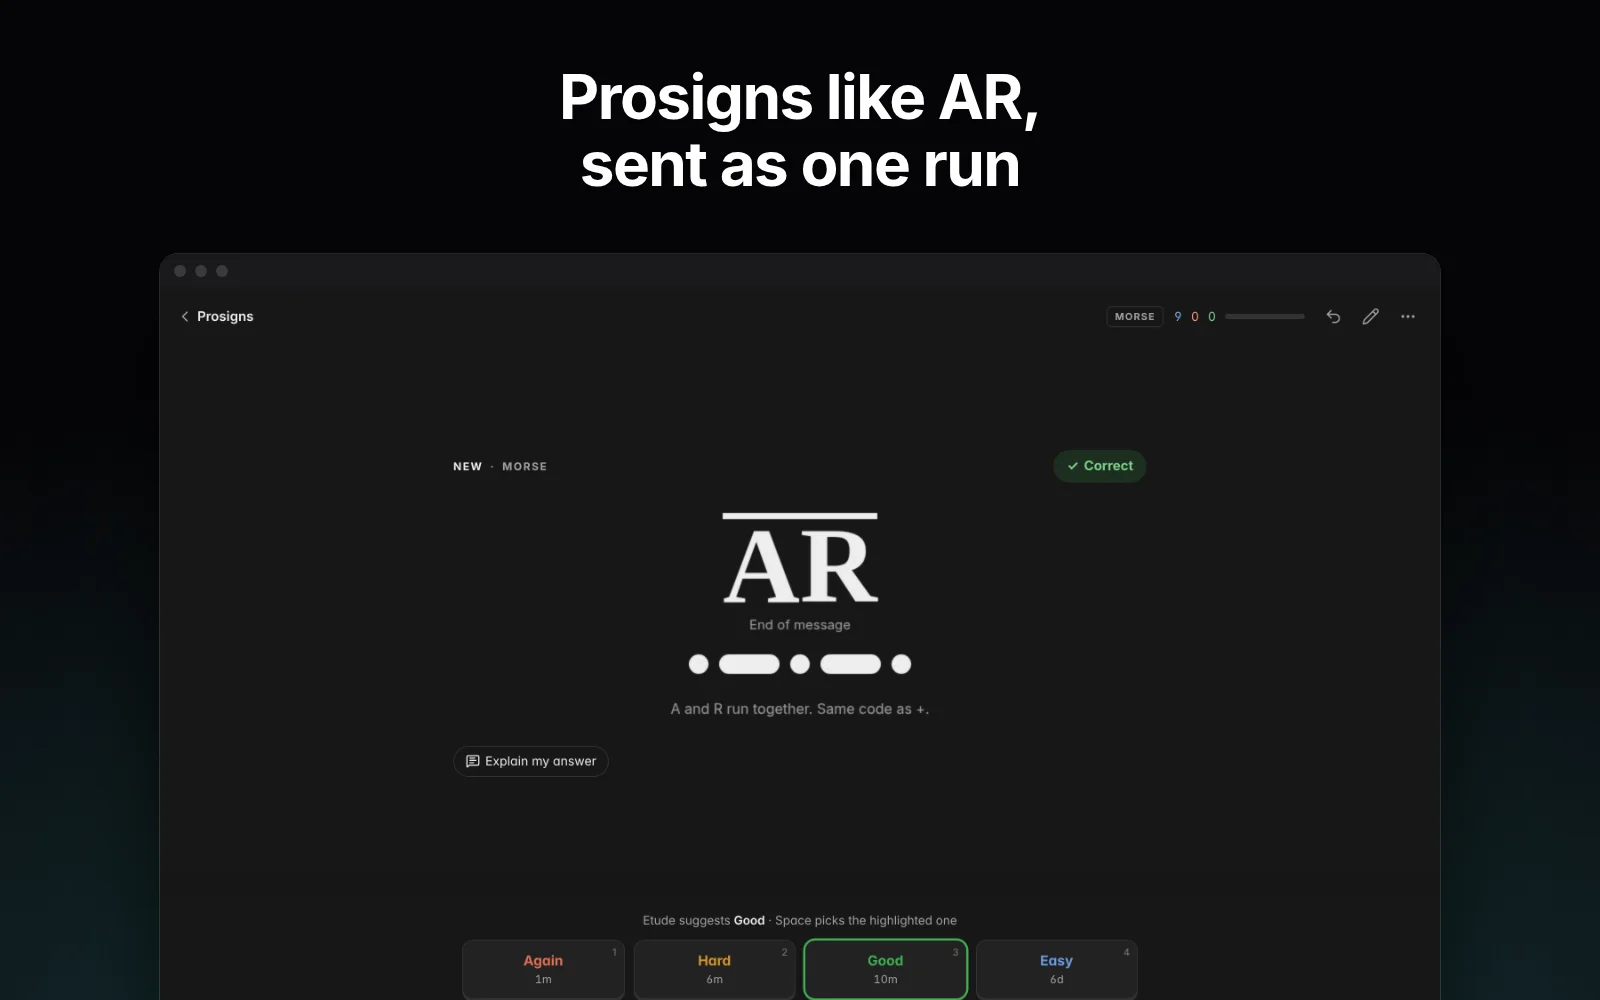 Prosigns like AR,
sent as one run
Prosigns
MORSE 9 0 0
NEW · MORSE
Correct
AR
End of message
A and R run together. Same code as +.
Explain my answer
Etude suggests Good · Space picks the highlighted one
Again 1
1m
Hard 2
6m
Good 3
10m
Easy 4
6d